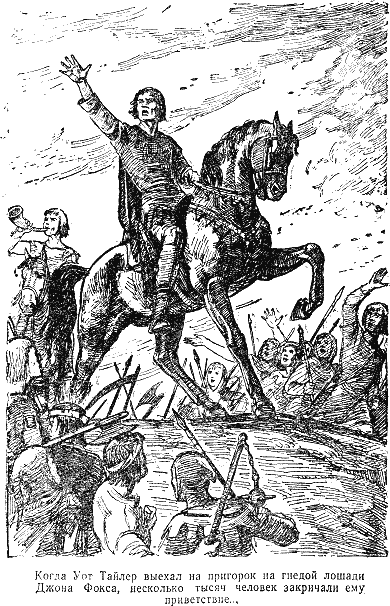 Когда Уот Тайлер выехал на пригорок на гнедой лошади
Джона Фокса, несколько тысяч человек закричали ему
приветствие...